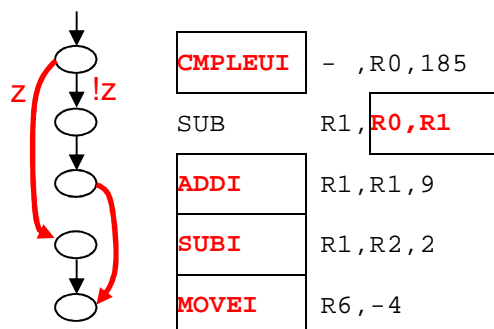 CMPLEUI - ,R0,185
z !z
SUB R1,R0,R1
ADDI R1,R1,9
SUBI R1,R2,2
MOVEI R6,-4